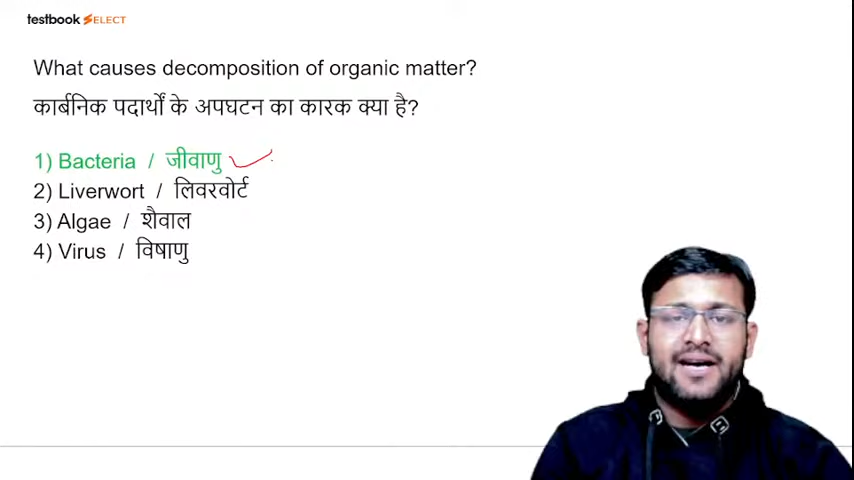 testbook SELECT
What causes decomposition of organic matter?
कार्बनिक पदार्थों के अपघटन का कारक क्या है?
1) Bacteria / जीवाणु
2) Liverwort / लिवरवोर्ट
3) Algae / शैवाल
4) Virus / विषाणु